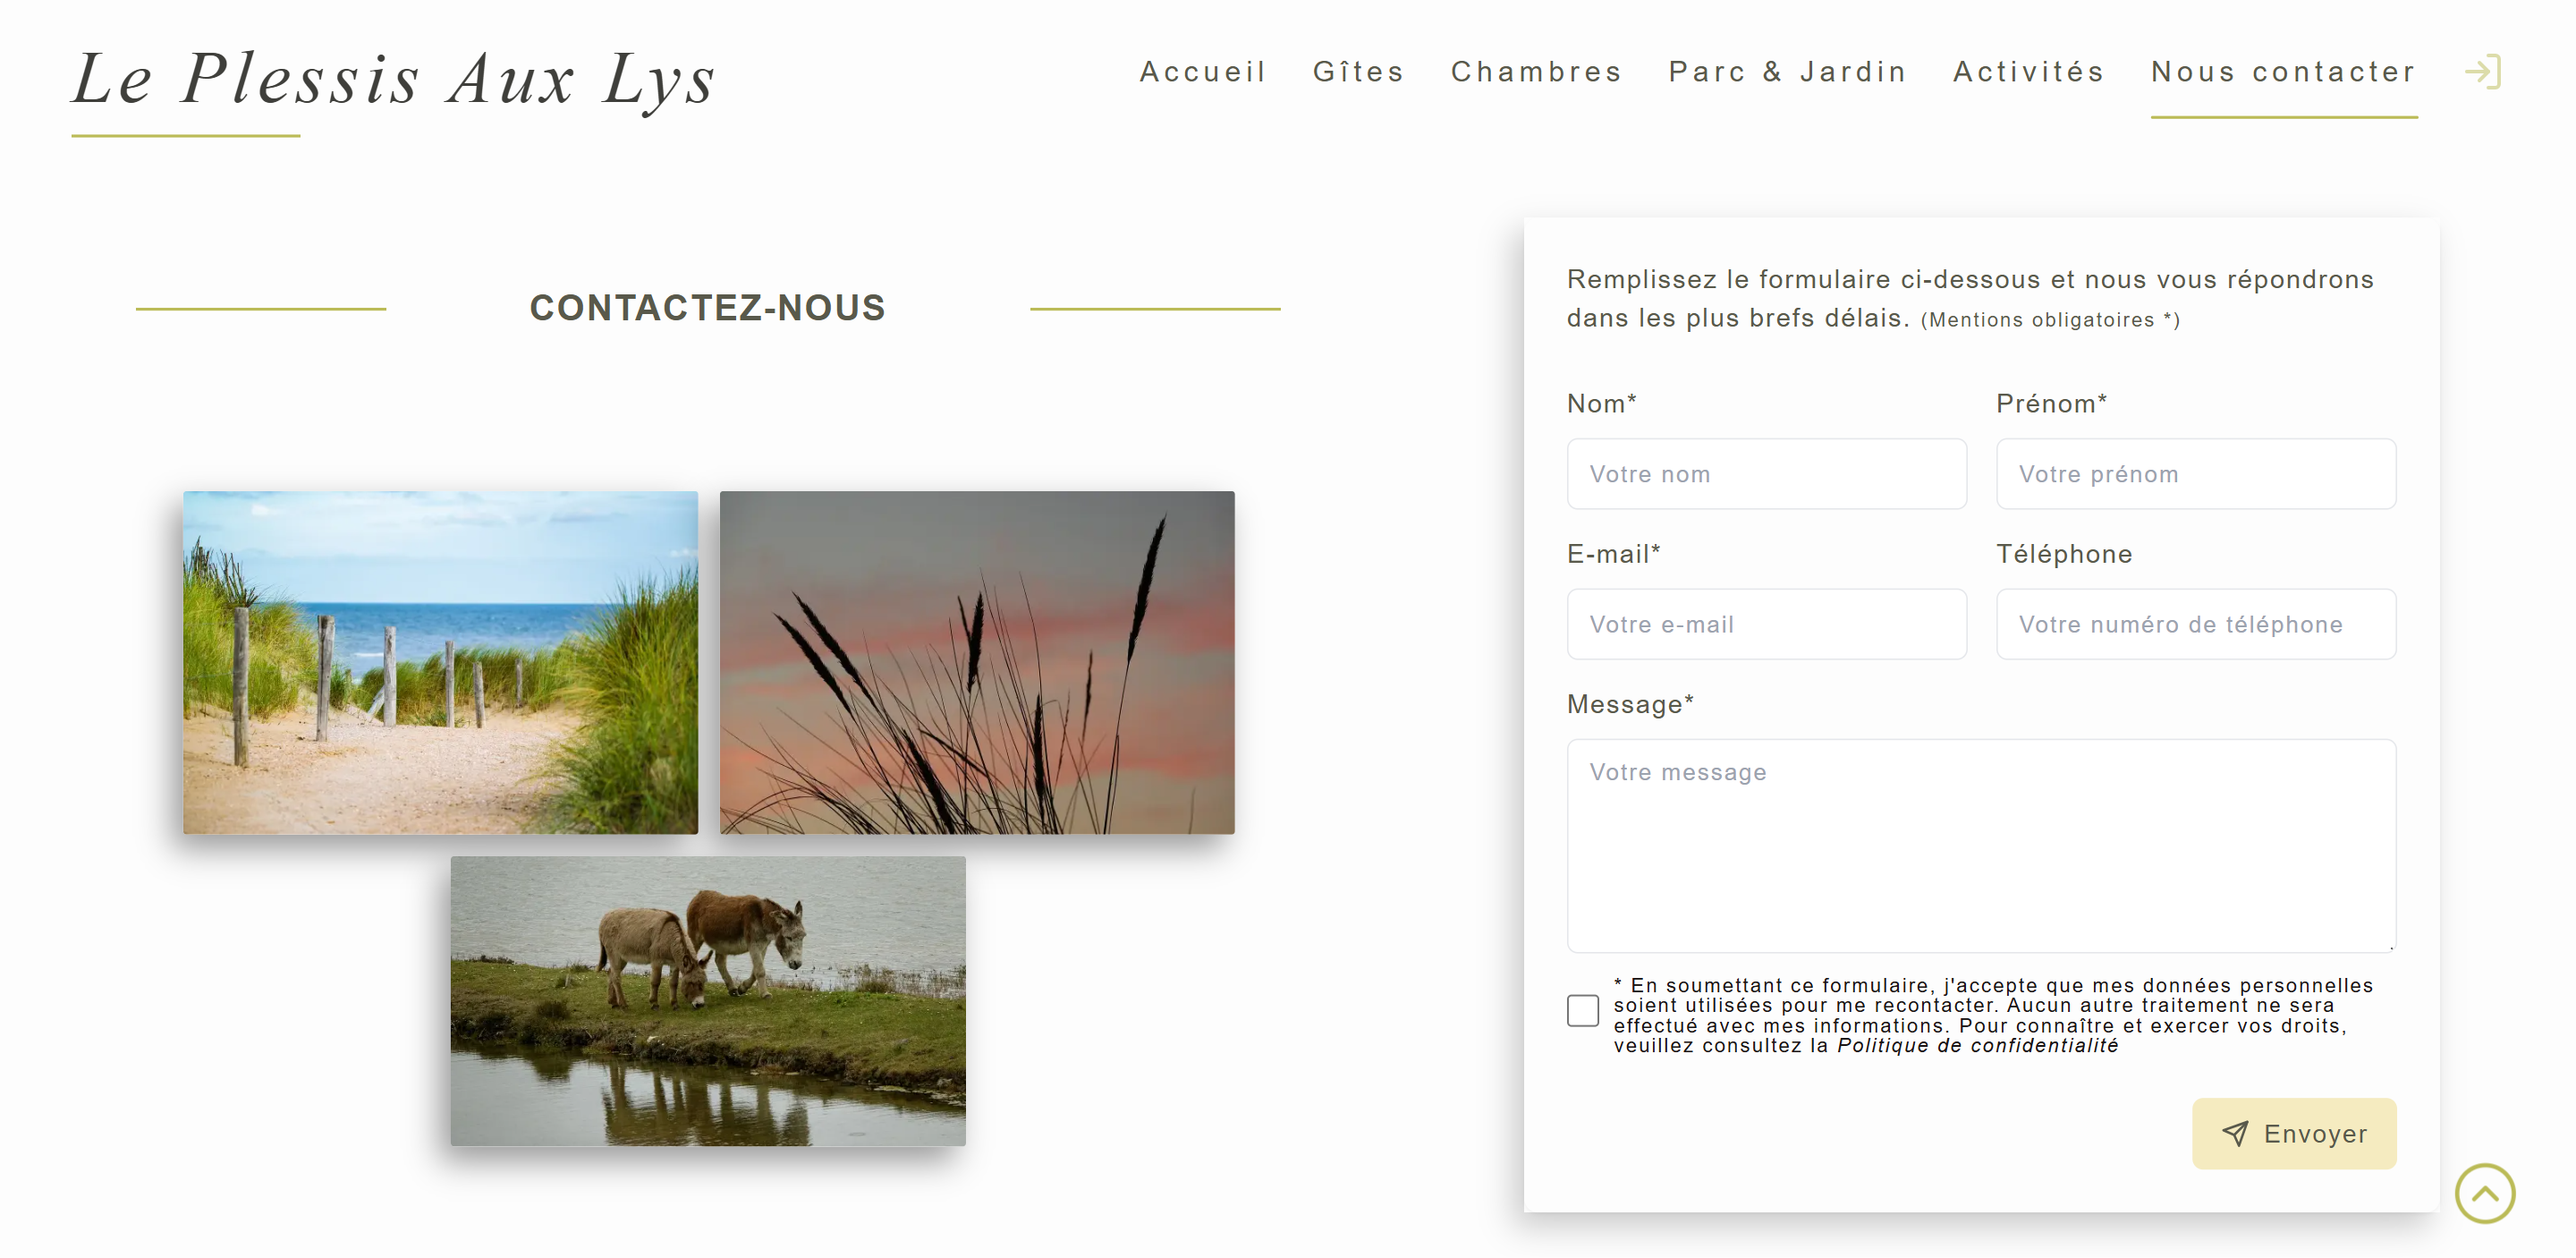 Le Plessis Aux Lys
Accueil
Gîtes
Chambres
Parc & Jardin
Activités
Nous contacter
CONTACTEZ-NOUS
Remplissez le formulaire ci-dessous et nous vous répondrons
dans les plus brefs délais. (Mentions obligatoires *)
Nom*
Prénom*
Votre nom
Votre prénom
E-mail*
Téléphone
Votre e-mail
Votre numéro de téléphone
Message*
Votre message
* En soumettant ce formulaire, j'accepte que mes données personnelles
soient utilisées pour me recontacter. Aucun autre traitement ne sera
effectué avec mes informations. Pour connaître et exercer vos droits,
veuillez consultez la Politique de confidentialité
Envoyer